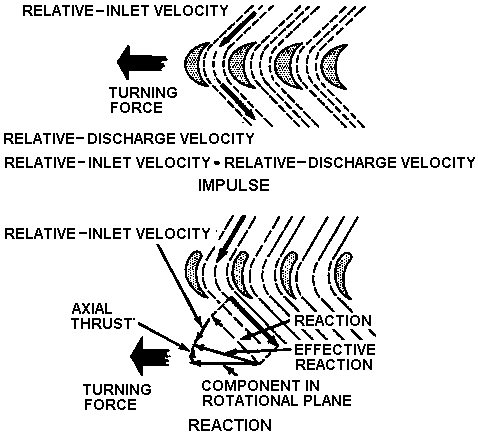 RELATIVE-INLET VELOCITY
TURNING
FORCE
RELATIVE-DISCHARGE VELOCITY
RELATIVE-INLET VELOCITY • RELATIVE-DISCHARGE VELOCITY
IMPULSE
RELATIVE-INLET VELOCITY
AXIAL
THRUST
REACTION
EFFECTIVE
REACTION
TURNING
FORCE
COMPONENT IN
ROTATIONAL PLANE
REACTION